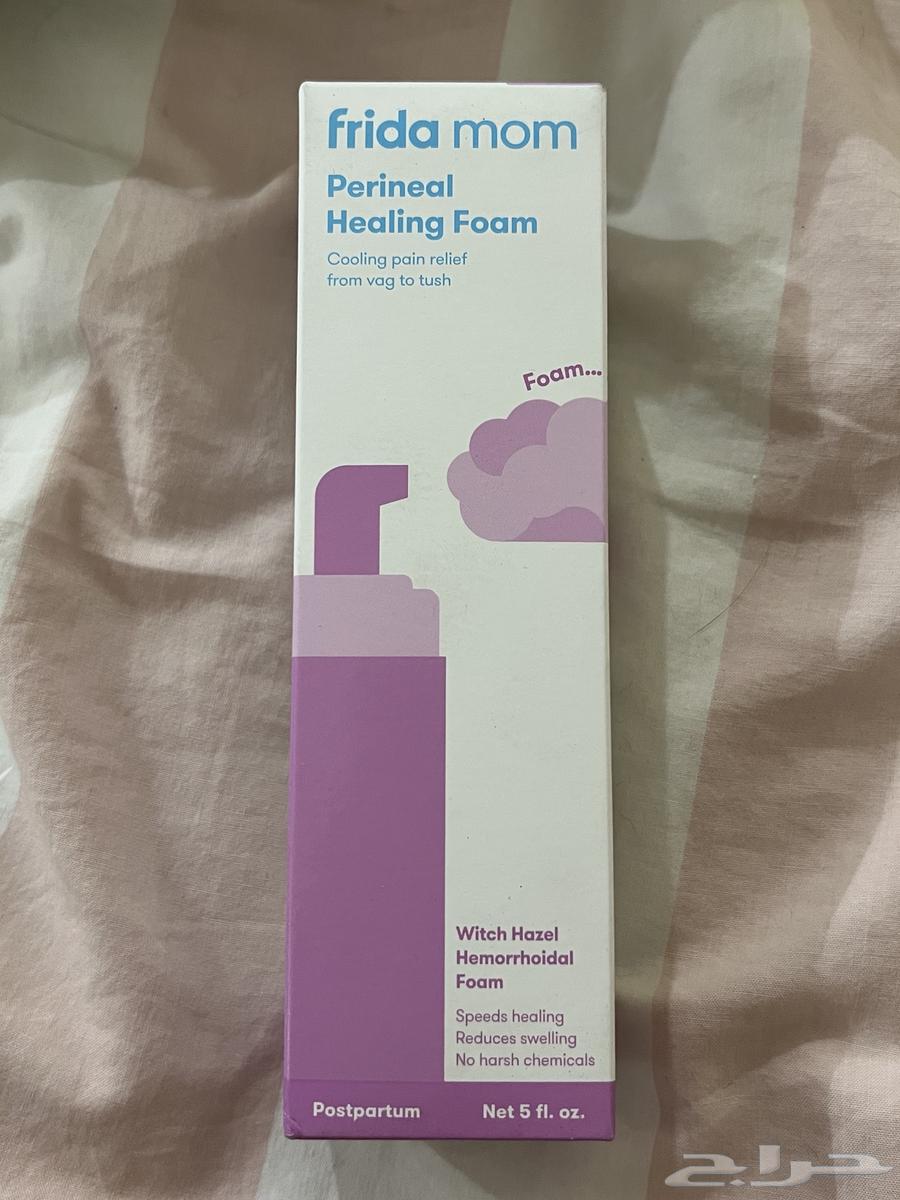 frida mom
Perineal
Healing Foam
Cooling pain relief
from vag to tush
Foam...
Witch Hazel
Hemorrhoidal
Foam
Speeds healing
Reduces swelling
No harsh chemicals
Postpartum Net 5 fl. oz.
حراج